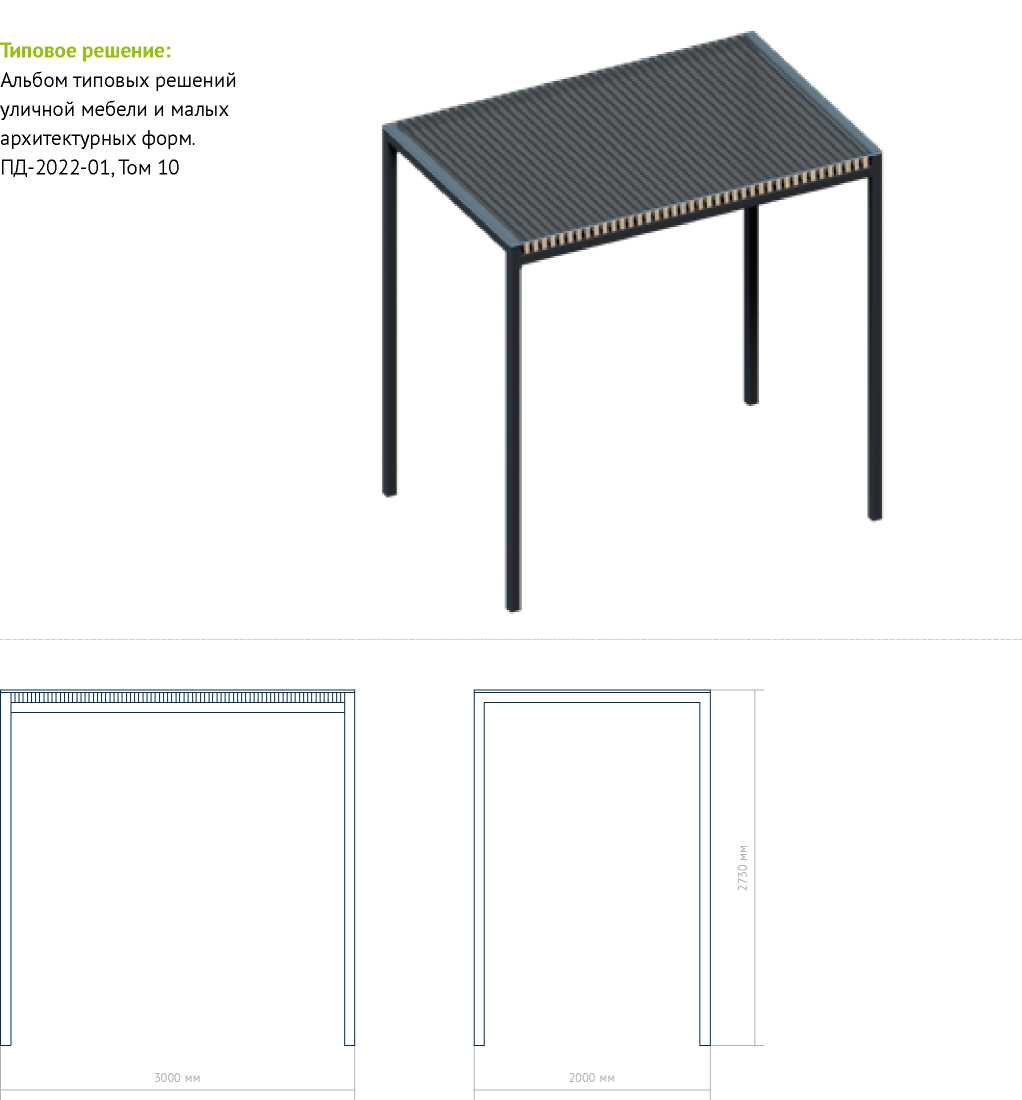 Типовое решение:
Альбом типовых решений
уличной мебели и малых
архитектурных форм.
ПД-2022-01, Том 10
2730 мм
3000 мм
2000 мм